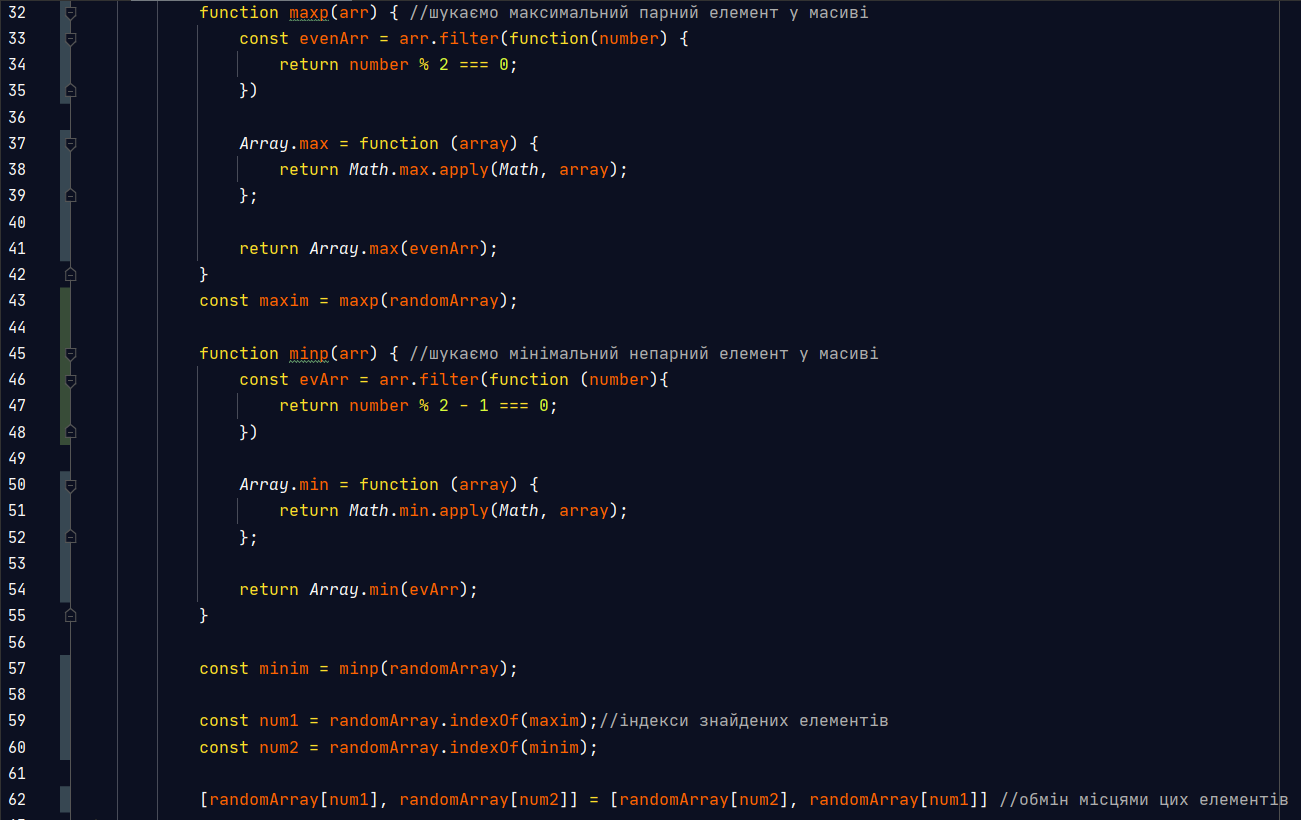 32 function maxp(arr) { //шукаємо максимальний парний елемент у масиві
33 const evenArr = arr.filter(function(number) {
34 return number % 2 === 0;
35 })
36
37 Array.max = function (array) {
38 return Math.max.apply(Math, array);
39 };
40
41 return Array.max(evenArr);
42 }
43 const maxim = maxp(randomArray);
44
45 function minp(arr) { //шукаємо мінімальний непарний елемент у масиві
46 const evArr = arr.filter(function (number){
47 return number % 2 - 1 === 0;
48 })
49
50 Array.min = function (array) {
51 return Math.min.apply(Math, array);
52 };
53
54 return Array.min(evArr);
55 }
56
57 const minim = minp(randomArray);
58
59 const num1 = randomArray.indexOf(maxim);//індекси знайдених елементів
60 const num2 = randomArray.indexOf(minim);
61
62 [randomArray[num1], randomArray[num2]] = [randomArray[num2], randomArray[num1]] //обмін місцями цих елементів